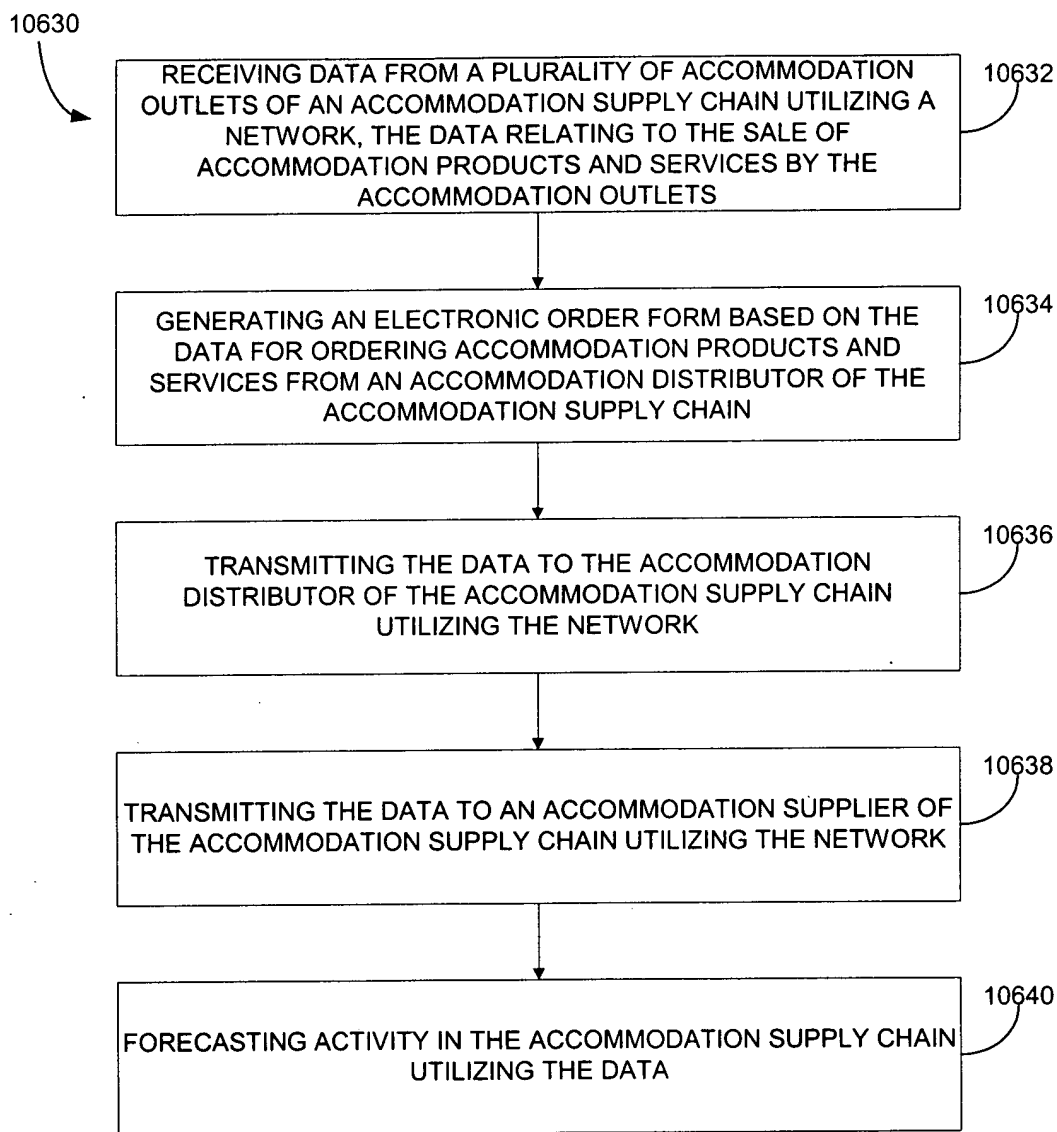 10630
RECEIVING DATA FROM A PLURALITY OF ACCOMMODATION
OUTLETS OF AN ACCOMMODATION SUPPLY CHAIN UTILIZING A
NETWORK, THE DATA RELATING TO THE SALE OF
ACCOMMODATION PRODUCTS AND SERVICES BY THE
ACCOMMODATION OUTLETS
10632
GENERATING AN ELECTRONIC ORDER FORM BASED ON THE
DATA FOR ORDERING ACCOMMODATION PRODUCTS AND
SERVICES FROM AN ACCOMMODATION DISTRIBUTOR OF THE
ACCOMMODATION SUPPLY CHAIN
10634
TRANSMITTING THE DATA TO THE ACCOMMODATION
DISTRIBUTOR OF THE ACCOMMODATION SUPPLY CHAIN
UTILIZING THE NETWORK
10636
TRANSMITTING THE DATA TO AN ACCOMMODATION SUPPLIER OF
THE ACCOMMODATION SUPPLY CHAIN UTILIZING THE NETWORK
10638
FORECASTING ACTIVITY IN THE ACCOMMODATION SUPPLY CHAIN
UTILIZING THE DATA
10640